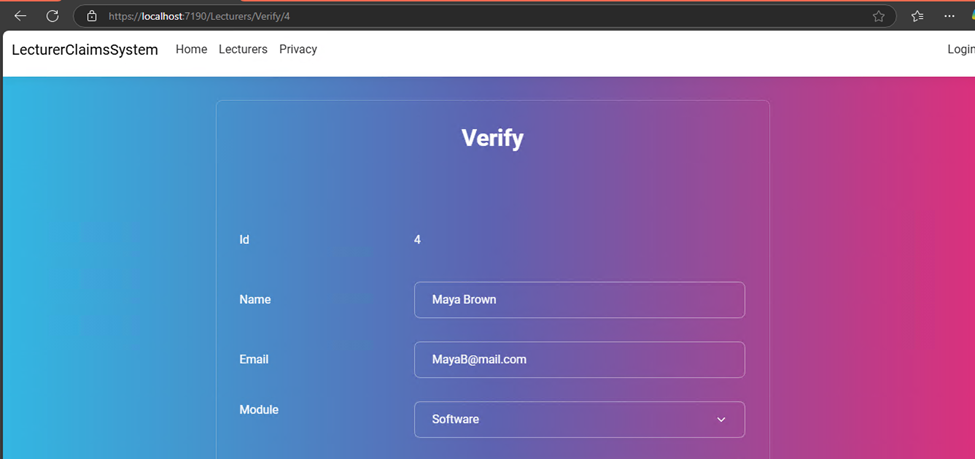 https://localhost:7190/Lecturers/Verify/4
LecturerClaimsSystem Home Lecturers Privacy Login
Verify
Id 4
Name Maya Brown
Email MayaB@mail.com
Module Software